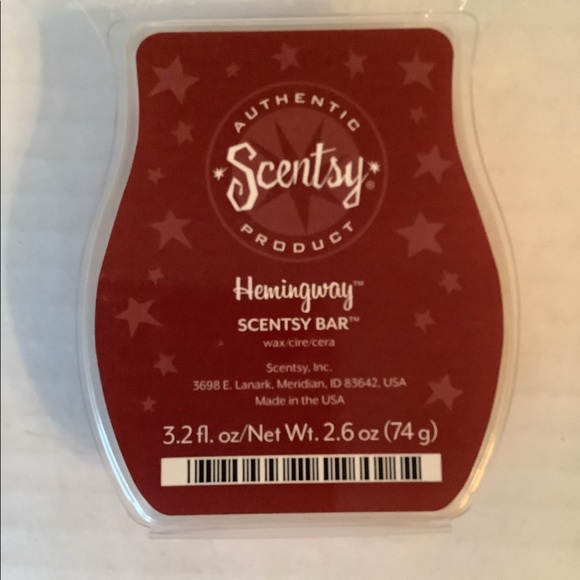 AUTHENTIC
Scentsy®
PRODUCT
Hemingway™
SCENTSY BAR™
wax/cire/cera
Scentsy, Inc.
3698 E. Lanark, Meridian, ID 83642, USA
Made in the USA
3.2 fl. oz/Net Wt. 2.6 oz (74 g)